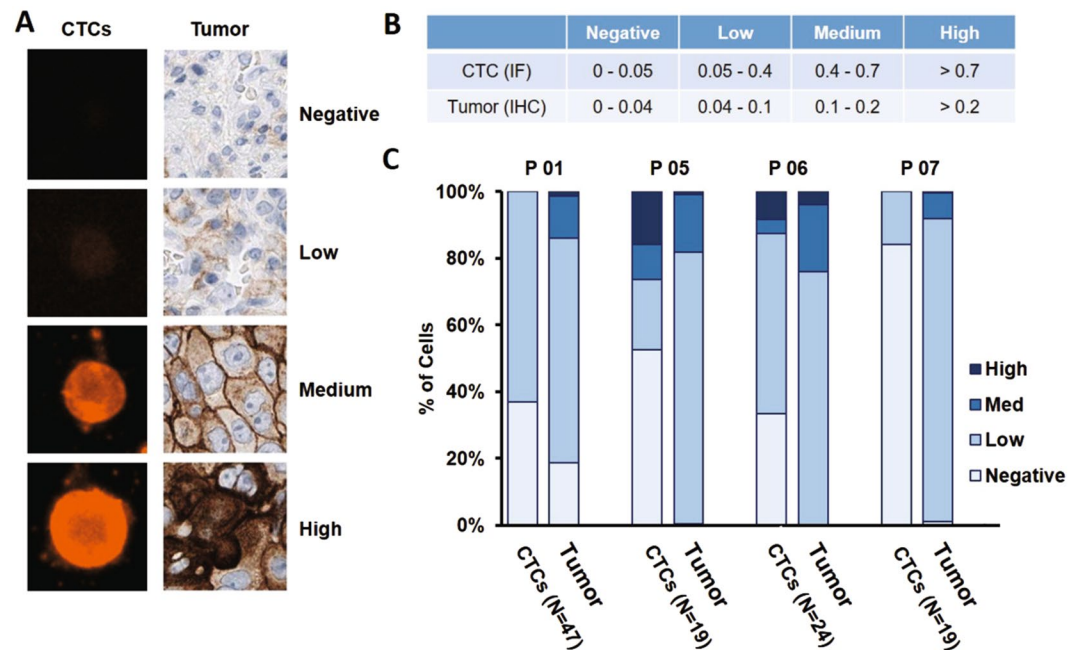 A
CTCs Tumor
Negative
Low
Medium
High
B
Negative Low Medium High
CTC (IF) 0 - 0.05 0.05 - 0.4 0.4 - 0.7 > 0.7
Tumor (IHC) 0 - 0.04 0.04 - 0.1 0.1 - 0.2 > 0.2
C
P 01 P 05 P 06 P 07
100%
80%
60%
40%
20%
0%
% of Cells
High
Med
Low
Negative
CTCs (N=47) Tumor CTCs (N=19) Tumor CTCs (N=24) Tumor CTCs (N=19) Tumor